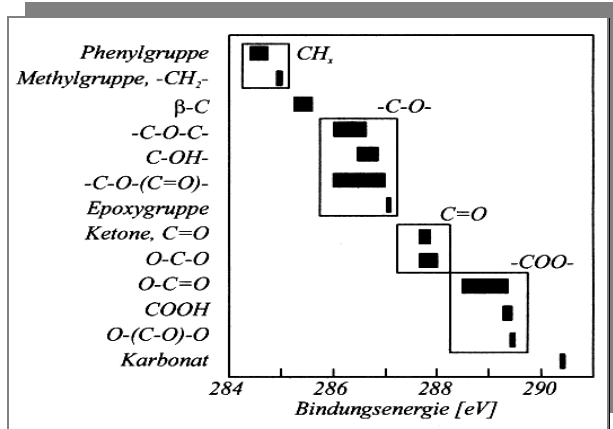 Phenylgruppe CHx
Methylgruppe, -CH2-
β-C -C-O-
-C-O-C-
C-OH-
-C-O-(C=O)-
Epoxygruppe C=O
Ketone, C=O
O-C-O -COO-
O-C=O
COOH
O-(C-O)-O
Karbonat
284 286 288 290
Bindungsenergie [eV]